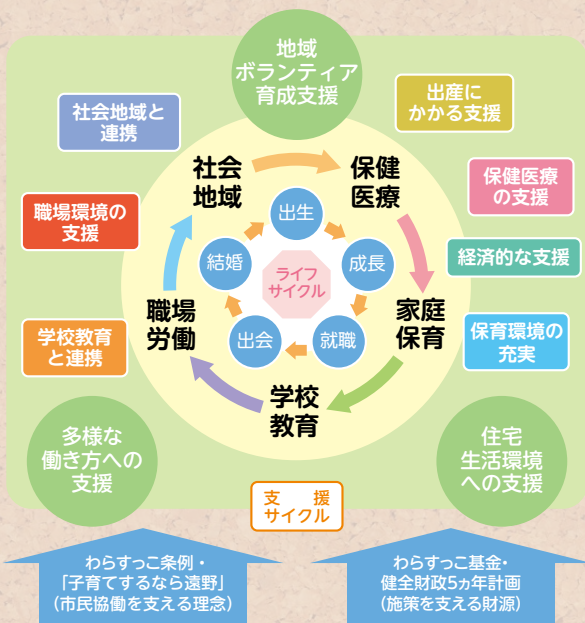 地域
ボランティア
育成支援
社会地域と
連携
出産に
かかる支援
社会
地域
保健
医療
保健医療
の支援
職場環境の
支援
出生
結婚
成長
ライフ
サイクル
経済的な支援
職場
労働
家庭
保育
学校教育
と連携
出会
就職
保育環境の
充実
学校
教育
多様な
働き方への
支援
住宅
生活環境
への支援
支　援
サイクル
わらすっこ条例・
「子育てするなら遠野」
（市民協働を支える理念）
わらすっこ基金・
健全財政5ヵ年計画
（施策を支える財源）